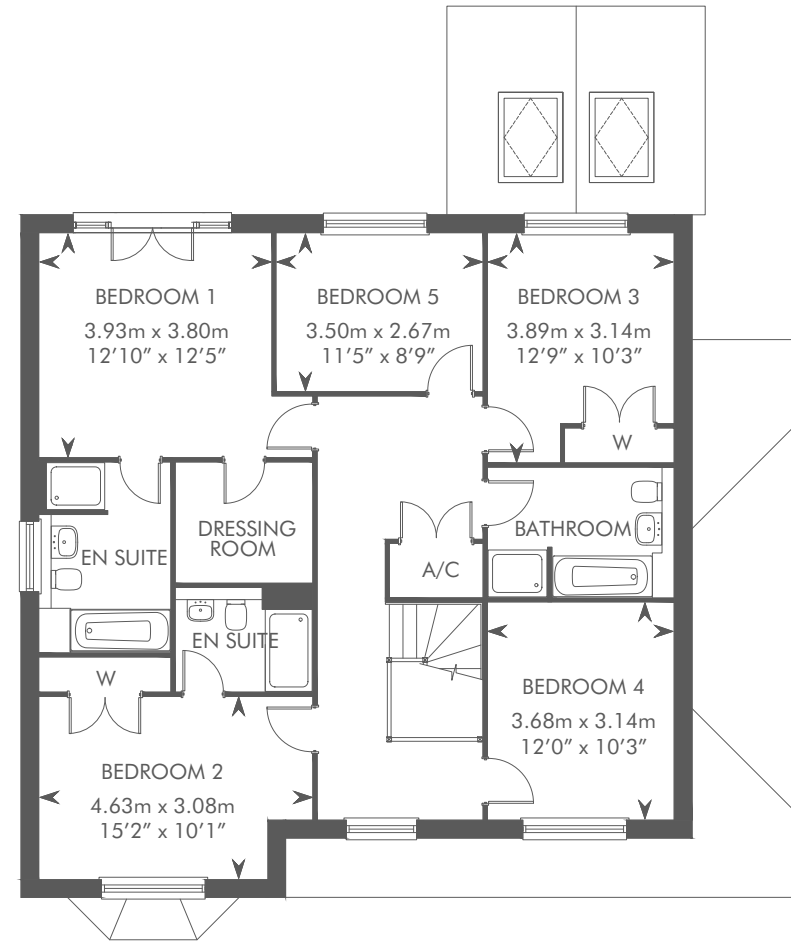 BEDROOM 1
3.93m x 3.80m
12’10” x 12’5”
BEDROOM 5
3.50m x 2.67m
11’5” x 8’9”
BEDROOM 3
3.89m x 3.14m
12’9” x 10’3”
W
DRESSING
ROOM
EN SUITE
BATHROOM
A/C
EN SUITE
W
BEDROOM 4
3.68m x 3.14m
12’0” x 10’3”
BEDROOM 2
4.63m x 3.08m
15’2” x 10’1”